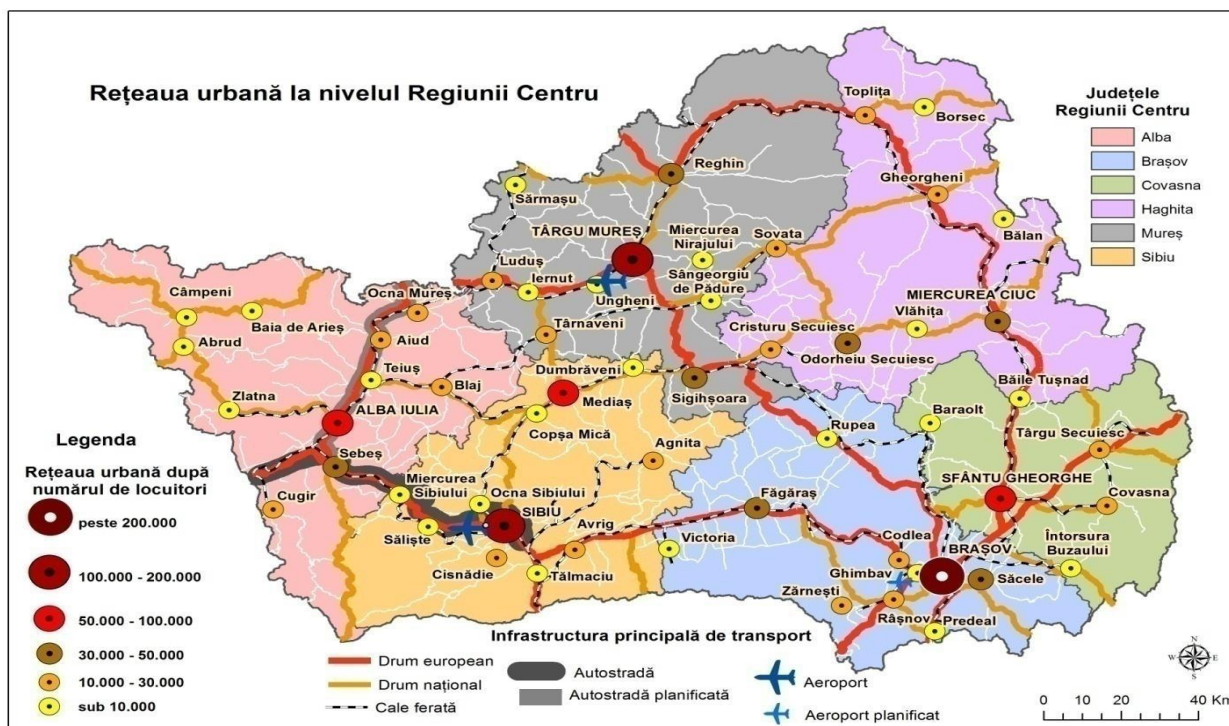 Rețeaua urbană la nivelul Regiunii Centru
Județele
Regiunii Centru
Alba
Brașov
Covasna
Haghita
Mureș
Sibiu
Toplița
Borsec
Reghin
Gheorgheni
Sărmașu
Bălan
TÂRGU MUREȘ
Miercurea
Nirajului
Sovata
Luduș
Iernut
Sângeorgiu
de Pădure
Ungheni
MIERCUREA CIUC
Vlăhița
Câmpeni
Ocna Mureș
Baia de Arieș
Târnaveni
Cristuru Secuiesc
Abrud
Aiud
Odorheiu Secuiesc
Dumbrăveni
Teiuș
Blaj
Sigihșoara
Băile Tușnad
Zlatna
Mediaș
ALBA IULIA
Copșa Mică
Rupea
Baraolt
Târgu Secuiesc
Agnita
Sebeș
Miercurea
Sibiului
SFÂNTU GHEORGHE
Cugir
Ocna Sibiului
Făgăraș
Covasna
SIBIU
Săliște
Avrig
Victoria
Codlea
BRAȘOV
Întorsura
Buzaului
Cisnădie
Tălmaciu
Ghimbav
Săcele
Zărnești
Râșnov
Predeal
Legenda
Rețeaua urbană după
numărul de locuitori
peste 200.000
100.000 - 200.000
50.000 - 100.000
30.000 - 50.000
10.000 - 30.000
sub 10.000
Infrastructura principală de transport
Drum european
Drum național
Cale ferată
Autostradă
Autostradă planificată
Aeroport
Aeroport planificat
N
W E
S
0 10 20 40 Km